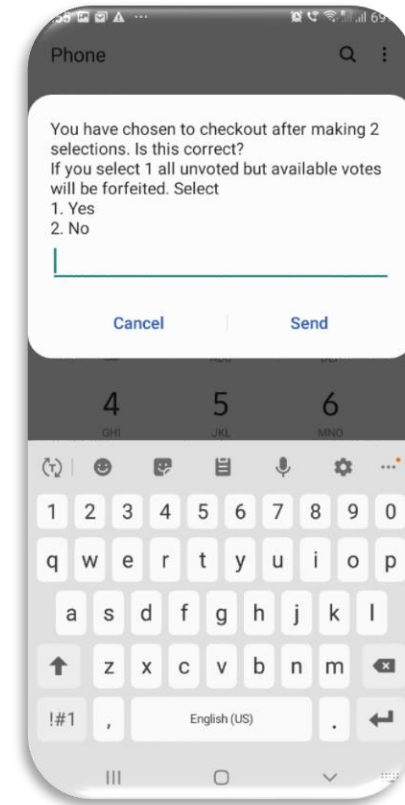 :58 ...
69
Phone
You have chosen to checkout after making 2
selections. Is this correct?
If you select 1 all unvoted but available votes
will be forfeited. Select
1. Yes
2. No
Cancel
Send
4 5 6
GHI JKL MNO
1 2 3 4 5 6 7 8 9 0
q w e r t y u i o p
a s d f g h j k l
z x c v b n m
!#1 , English (US) .